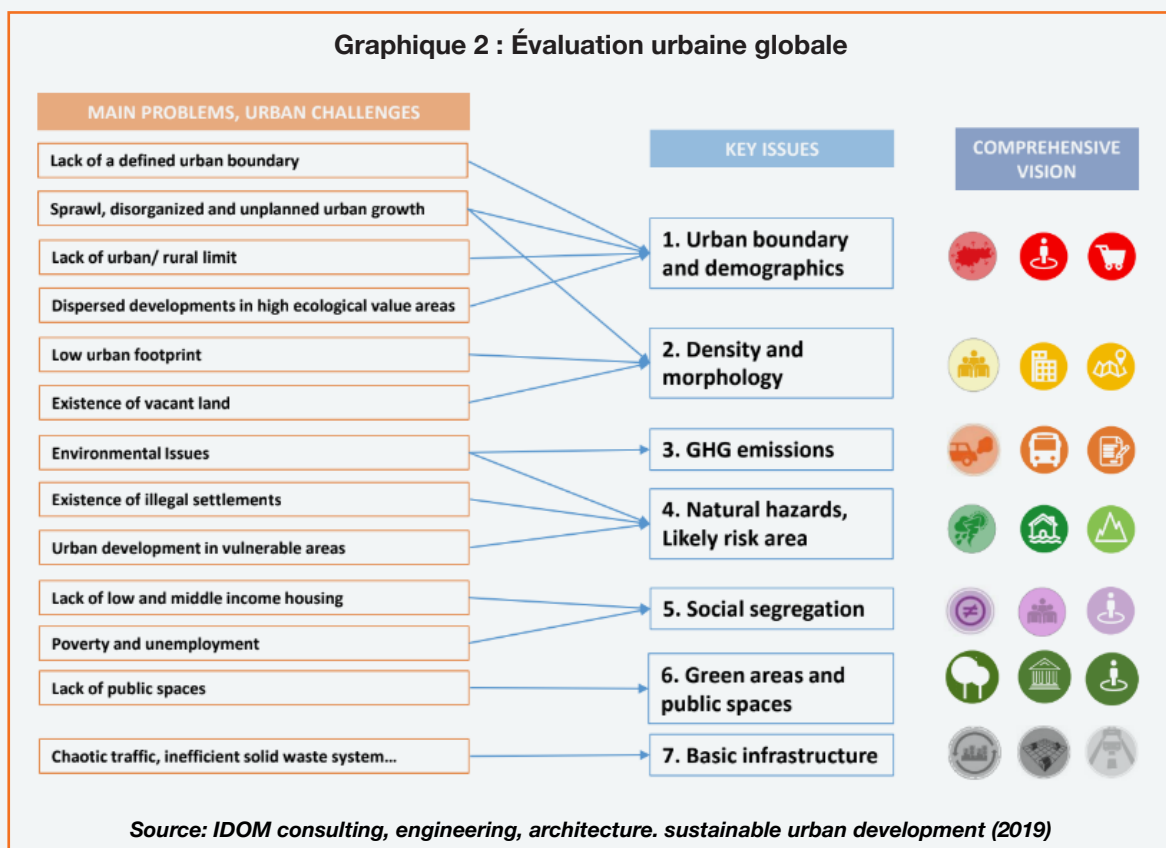 Graphique 2 : Évaluation urbaine globale
MAIN PROBLEMS, URBAN CHALLENGES
Lack of a defined urban boundary
Sprawl, disorganized and unplanned urban growth
Lack of urban/ rural limit
Dispersed developments in high ecological value areas
Low urban footprint
Existence of vacant land
Environmental Issues
Existence of illegal settlements
Urban development in vulnerable areas
Lack of low and middle income housing
Poverty and unemployment
Lack of public spaces
Chaotic traffic, inefficient solid waste system...
KEY ISSUES
1. Urban boundary
and demographics
2. Density and
morphology
3. GHG emissions
4. Natural hazards,
Likely risk area
5. Social segregation
6. Green areas and
public spaces
7. Basic infrastructure
COMPREHENSIVE
VISION
Source: IDOM consulting, engineering, architecture. sustainable urban development (2019)